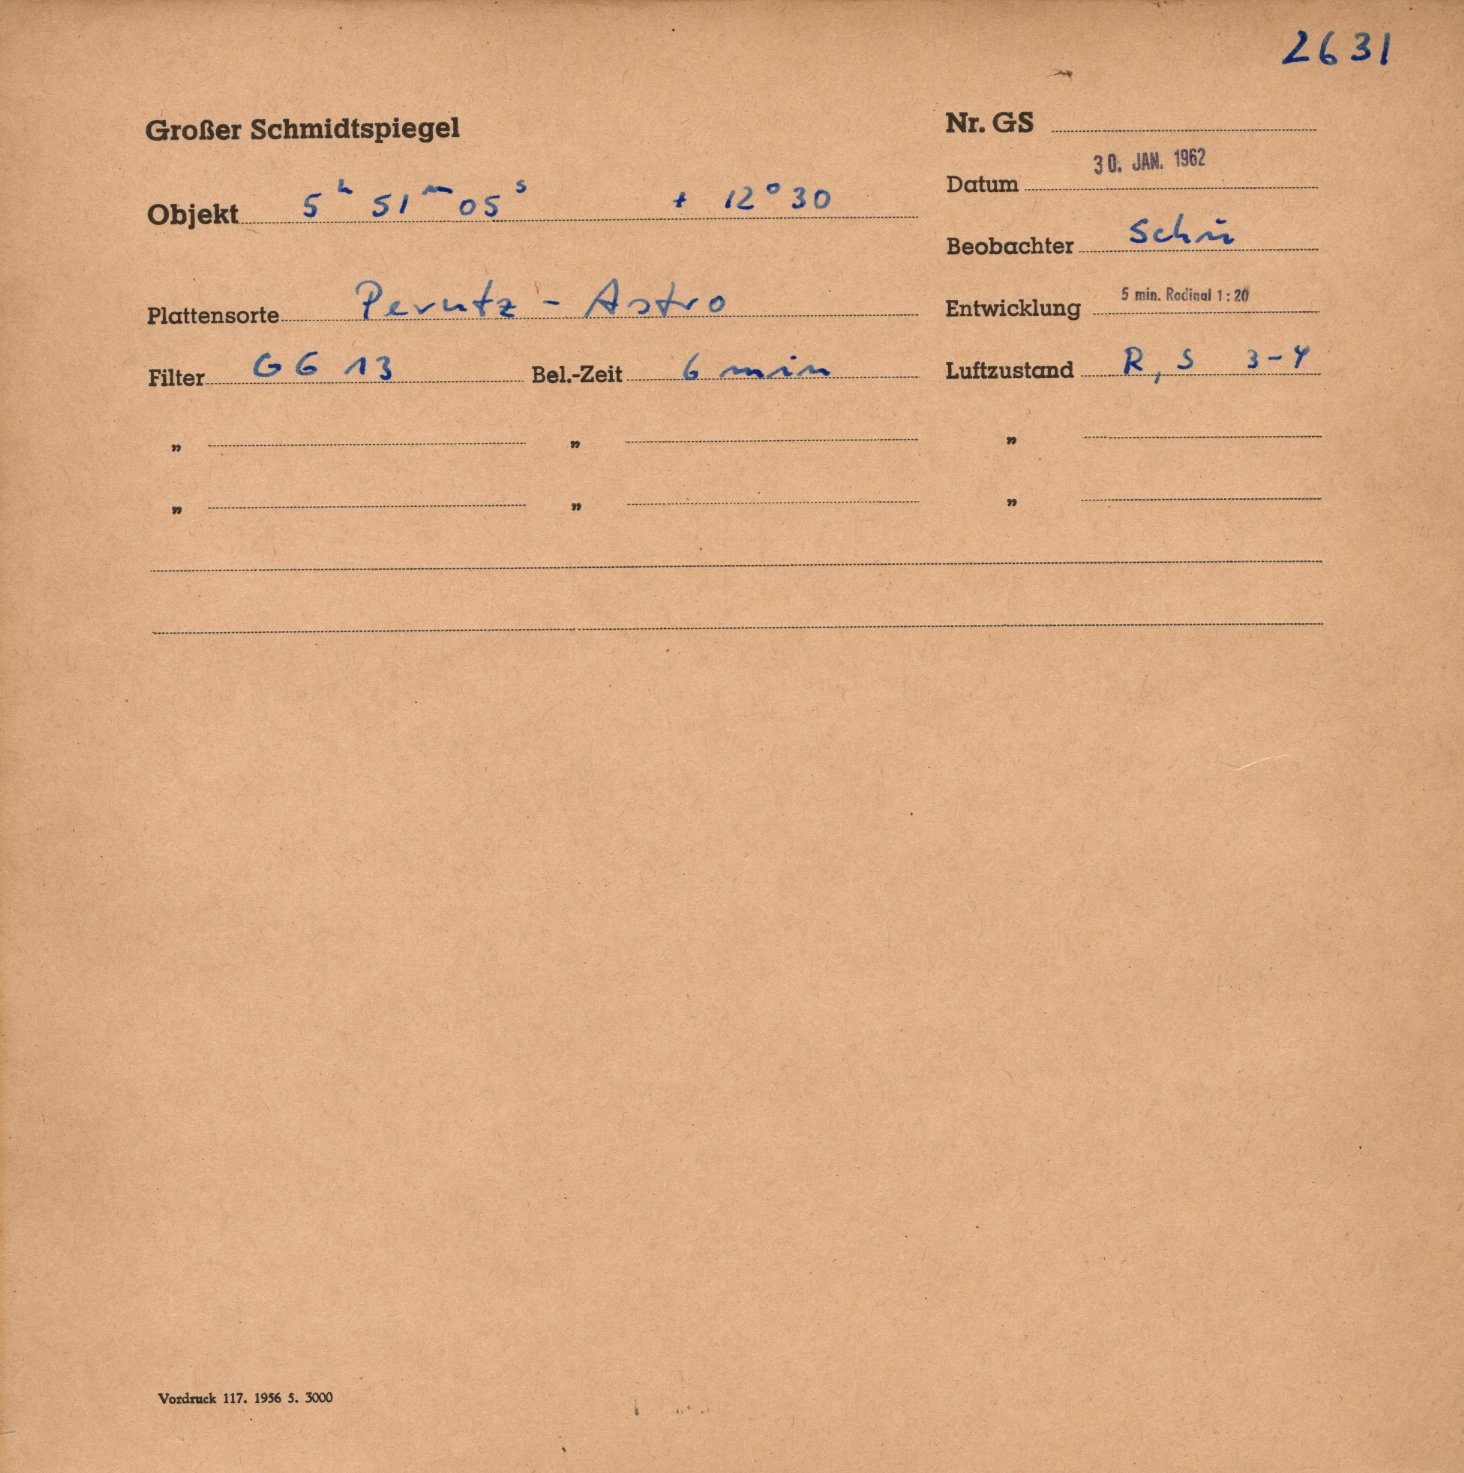 2631
Großer Schmidtspiegel
Nr. GS
Datum 30. JAN. 1962
Objekt 5ʰ 51ᵐ 05ˢ + 12°30
Beobachter Schü
Plattensorte Perutz - Astro
Entwicklung 5 min. Rodinal 1:20
Filter GG 13 Bel.-Zeit 6 min Luftzustand R, S 3-4
„ „ „
„ „ „
Vordruck 117. 1956 5. 3000